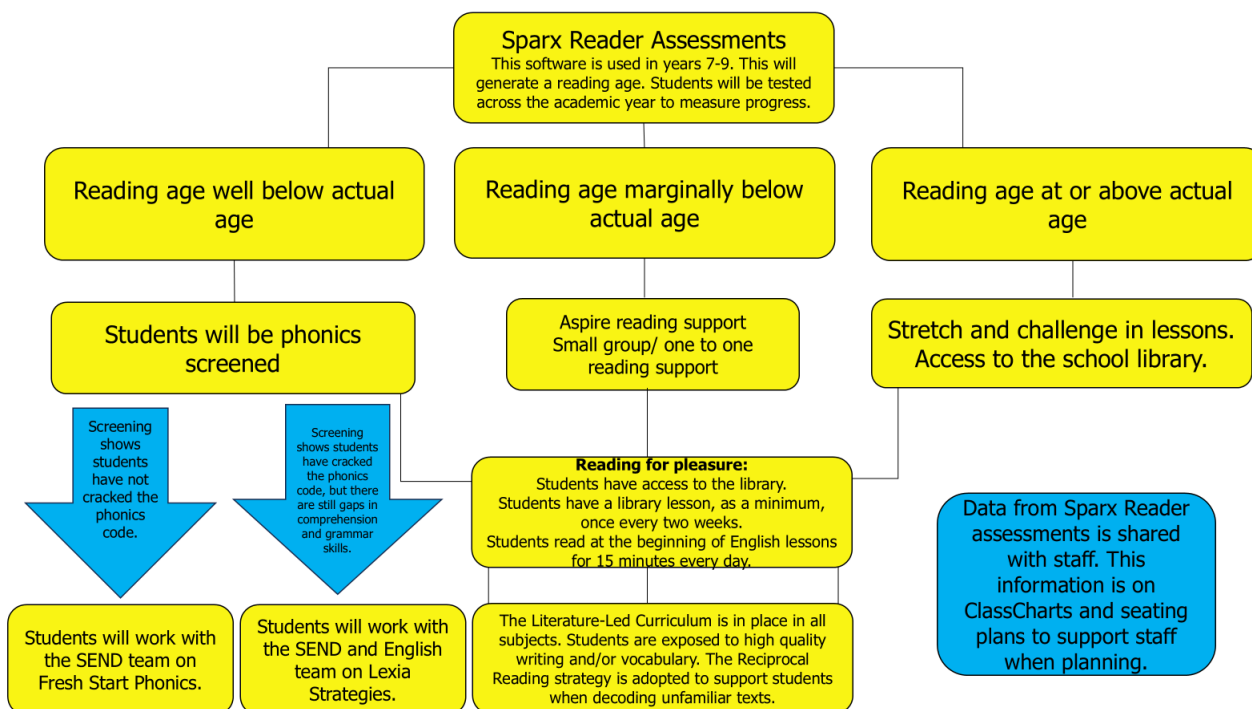 Sparx Reader Assessments
This software is used in years 7-9. This will
generate a reading age. Students will be tested
across the academic year to measure progress.
Reading age well below actual
age
Reading age marginally below
actual age
Reading age at or above actual
age
Students will be phonics
screened
Aspire reading support
Small group/ one to one
reading support
Stretch and challenge in lessons.
Access to the school library.
Screening
shows
students
have not
cracked the
phonics
code.
Screening
shows students
have cracked
the phonics
code, but there
are still gaps in
comprehension
and grammar
skills.
Reading for pleasure:
Students have access to the library.
Students have a library lesson, as a minimum,
once every two weeks.
Students read at the beginning of English lessons
for 15 minutes every day.
Data from Sparx Reader
assessments is shared
with staff. This
information is on
ClassCharts and seating
plans to support staff
when planning.
Students will work with
the SEND team on
Fresh Start Phonics.
Students will work with
the SEND and English
team on Lexia
Strategies.
The Literature-Led Curriculum is in place in all
subjects. Students are exposed to high quality
writing and/or vocabulary. The Reciprocal
Reading strategy is adopted to support students
when decoding unfamiliar texts.